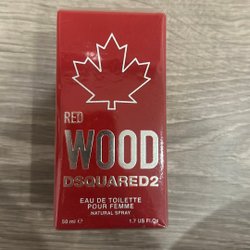 RED
WOOD
DSQUARED2
EAU DE TOILETTE
POUR FEMME
NATURAL SPRAY
50 ml ℮ 1.7 US Fl.Oz.